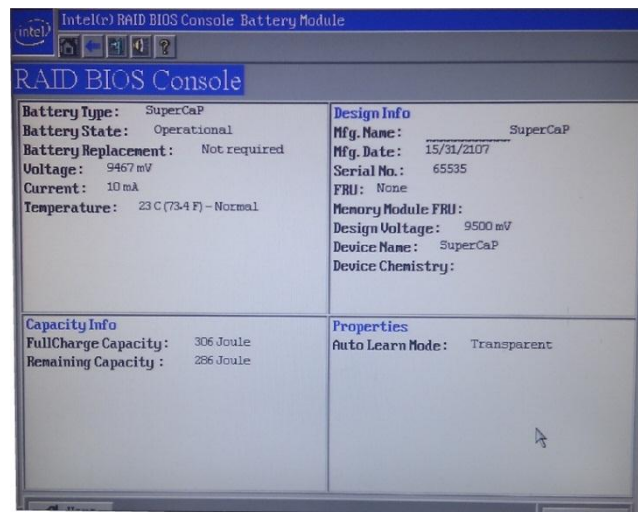 intel
Intel(r) RAID BIOS Console Battery Module
?
RAID BIOS Console
Battery Type: SuperCaP
Battery State: Operational
Battery Replacement: Not required
Voltage: 9467 mV
Current: 10 mA
Temperature: 23 C (73.4 F) – Normal
Design Info
Mfg. Name: SuperCaP
Mfg. Date: 15/31/2107
Serial No.: 65535
FRU: None
Memory Module FRU:
Design Voltage: 9500 mV
Device Name: SuperCaP
Device Chemistry:
Capacity Info
FullCharge Capacity: 306 Joule
Remaining Capacity : 286 Joule
Properties
Auto Learn Mode: Transparent